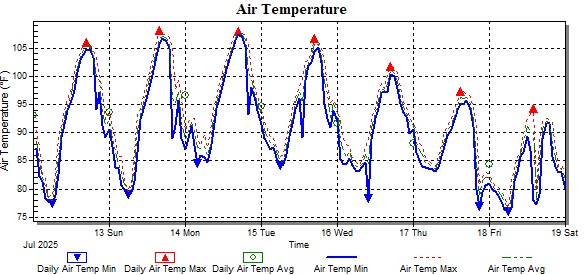 Air Temperature
Air Temperature (°F)
105
100
95
90
85
80
75
13 Sun 14 Mon 15 Tue 16 Wed 17 Thu 18 Fri 19 Sat
Jul 2025 Time
Daily Air Temp Min Daily Air Temp Max Daily Air Temp Avg Air Temp Min Air Temp Max Air Temp Avg